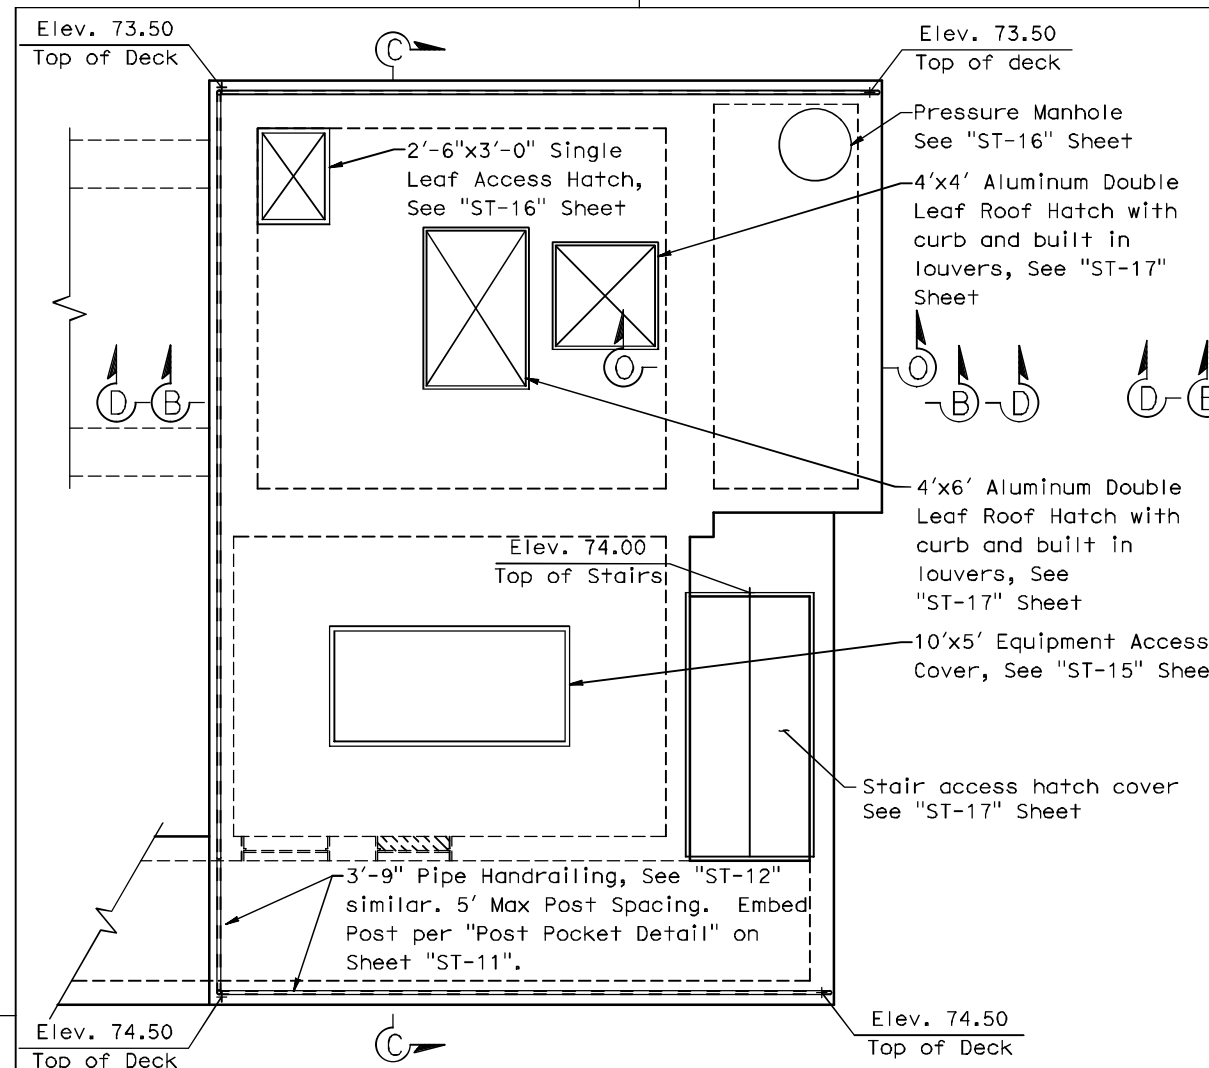 Elev. 73.50
Top of Deck
C
Elev. 73.50
Top of deck
Pressure Manhole
See "ST-16" Sheet
2'-6"x3'-0" Single
Leaf Access Hatch,
See "ST-16" Sheet
4'x4' Aluminum Double
Leaf Roof Hatch with
curb and built in
louvers, See "ST-17"
Sheet
D B
O O
B D
D B
4'x6' Aluminum Double
Leaf Roof Hatch with
curb and built in
louvers, See
"ST-17" Sheet
Elev. 74.00
Top of Stairs
10'x5' Equipment Access
Cover, See "ST-15" Shee
Stair access hatch cover
See "ST-17" Sheet
3'-9" Pipe Handrailing, See "ST-12"
similar. 5' Max Post Spacing. Embed
Post per "Post Pocket Detail" on
Sheet "ST-11".
Elev. 74.50
Top of Deck
C
Elev. 74.50
Top of Deck